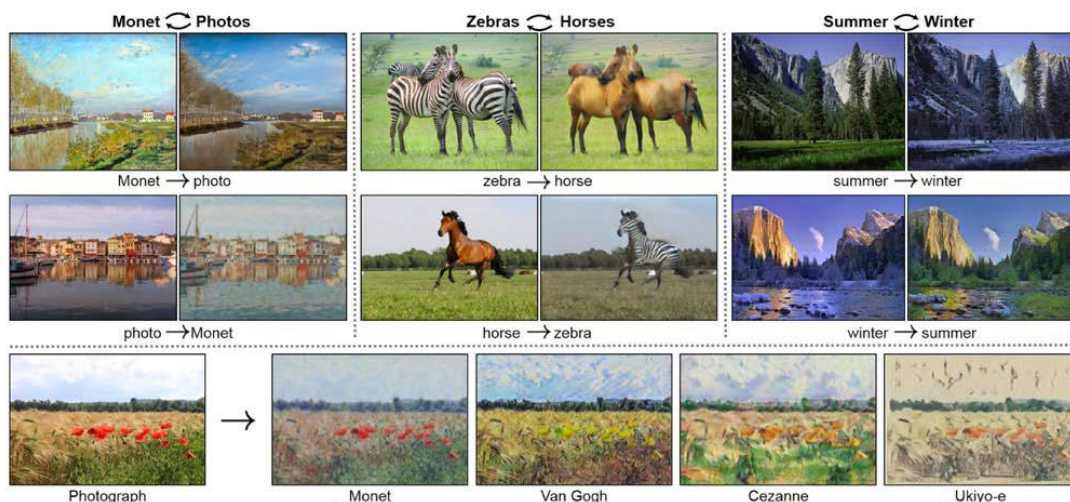 Monet Photos
Zebras Horses
Summer Winter
Monet → photo
zebra → horse
summer → winter
photo → Monet
horse → zebra
winter → summer
Photograph
Monet
Van Gogh
Cezanne
Ukiyo-e